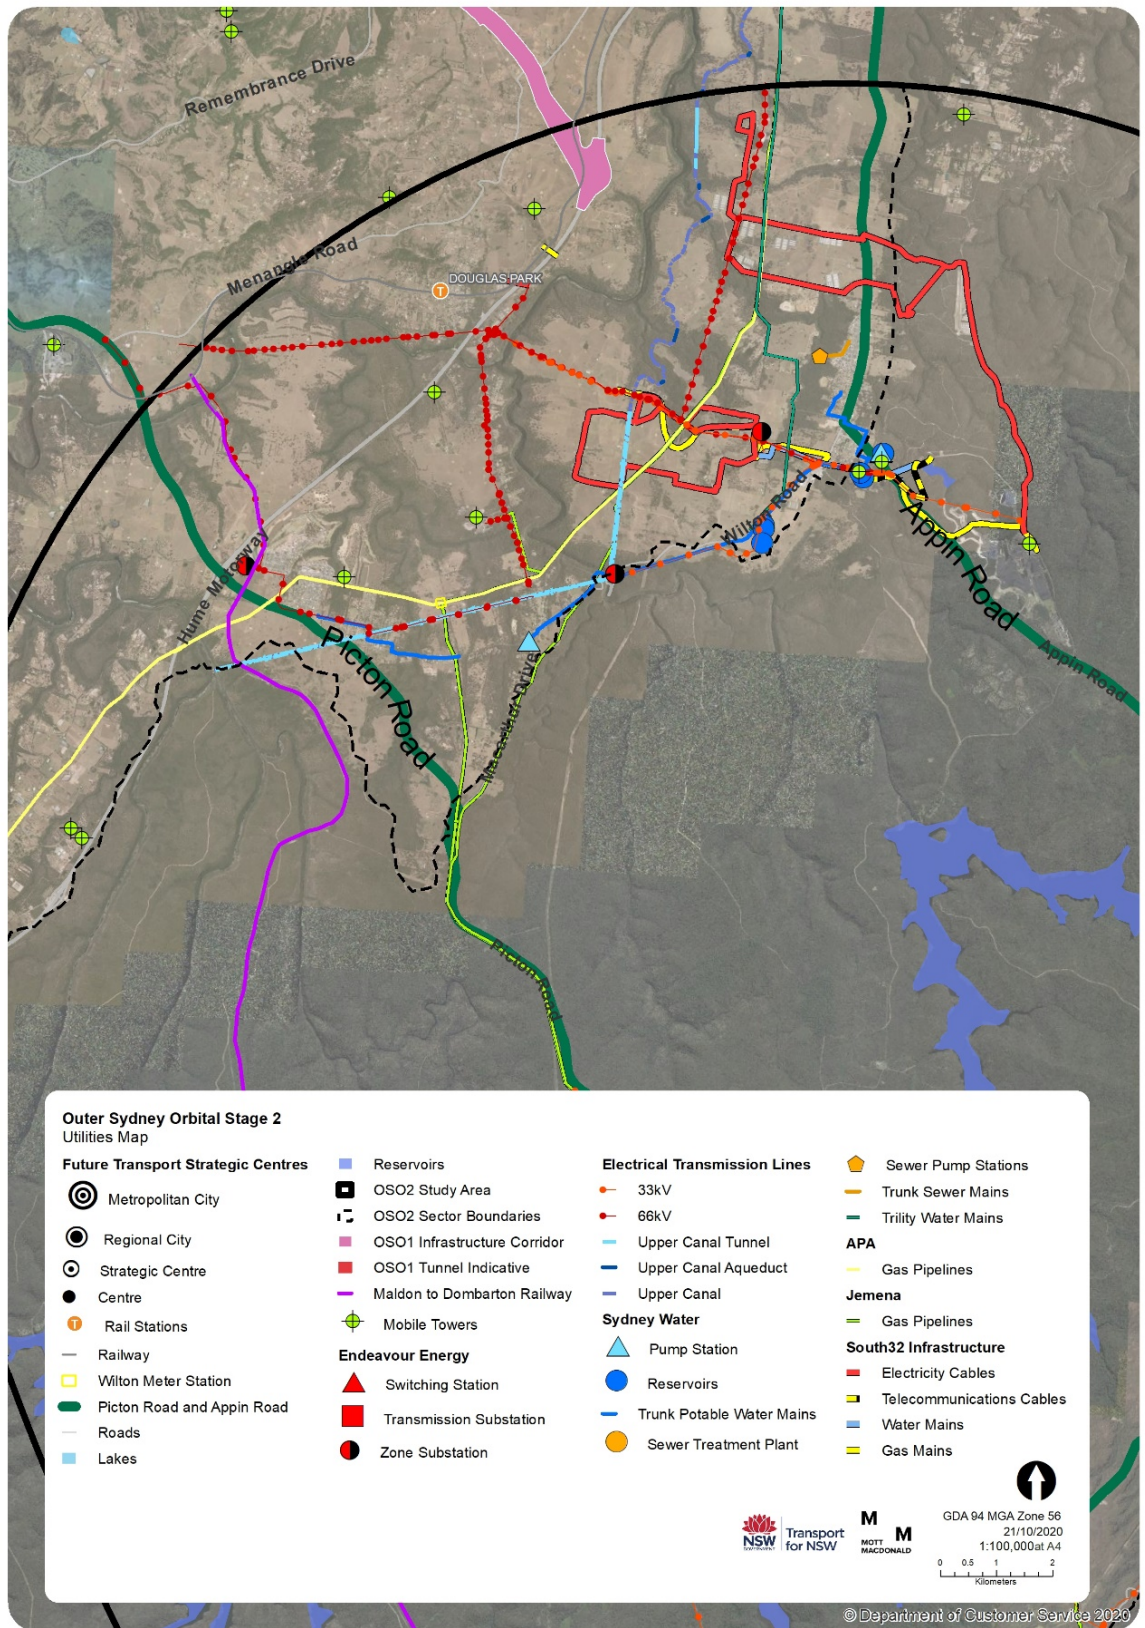 Remembrance Drive
Menangle Road
DOUGLAS PARK
T
Hume Motorway
Wilton Road
Appin Road
Appin Road
Picton Road
Macarthur Drive
Picton Road
Outer Sydney Orbital Stage 2
Utilities Map
Future Transport Strategic Centres
Metropolitan City
Regional City
Strategic Centre
Centre
T Rail Stations
Railway
Wilton Meter Station
Picton Road and Appin Road
Roads
Lakes
Reservoirs
OSO2 Study Area
OSO2 Sector Boundaries
OSO1 Infrastructure Corridor
OSO1 Tunnel Indicative
Maldon to Dombarton Railway
Mobile Towers
Endeavour Energy
Switching Station
Transmission Substation
Zone Substation
Electrical Transmission Lines
33kV
66kV
Upper Canal Tunnel
Upper Canal Aqueduct
Upper Canal
Sydney Water
Pump Station
Reservoirs
Trunk Potable Water Mains
Sewer Treatment Plant
Sewer Pump Stations
Trunk Sewer Mains
Trility Water Mains
APA
Gas Pipelines
Jemena
Gas Pipelines
South32 Infrastructure
Electricity Cables
Telecommunications Cables
Water Mains
Gas Mains
NSW
GOVERNMENT
Transport
for NSW
M
M
MOTT
MACDONALD
GDA 94 MGA Zone 56
21/10/2020
1:100,000at A4
0 0.5 1 2
Kilometers
© Department of Customer Service 2020